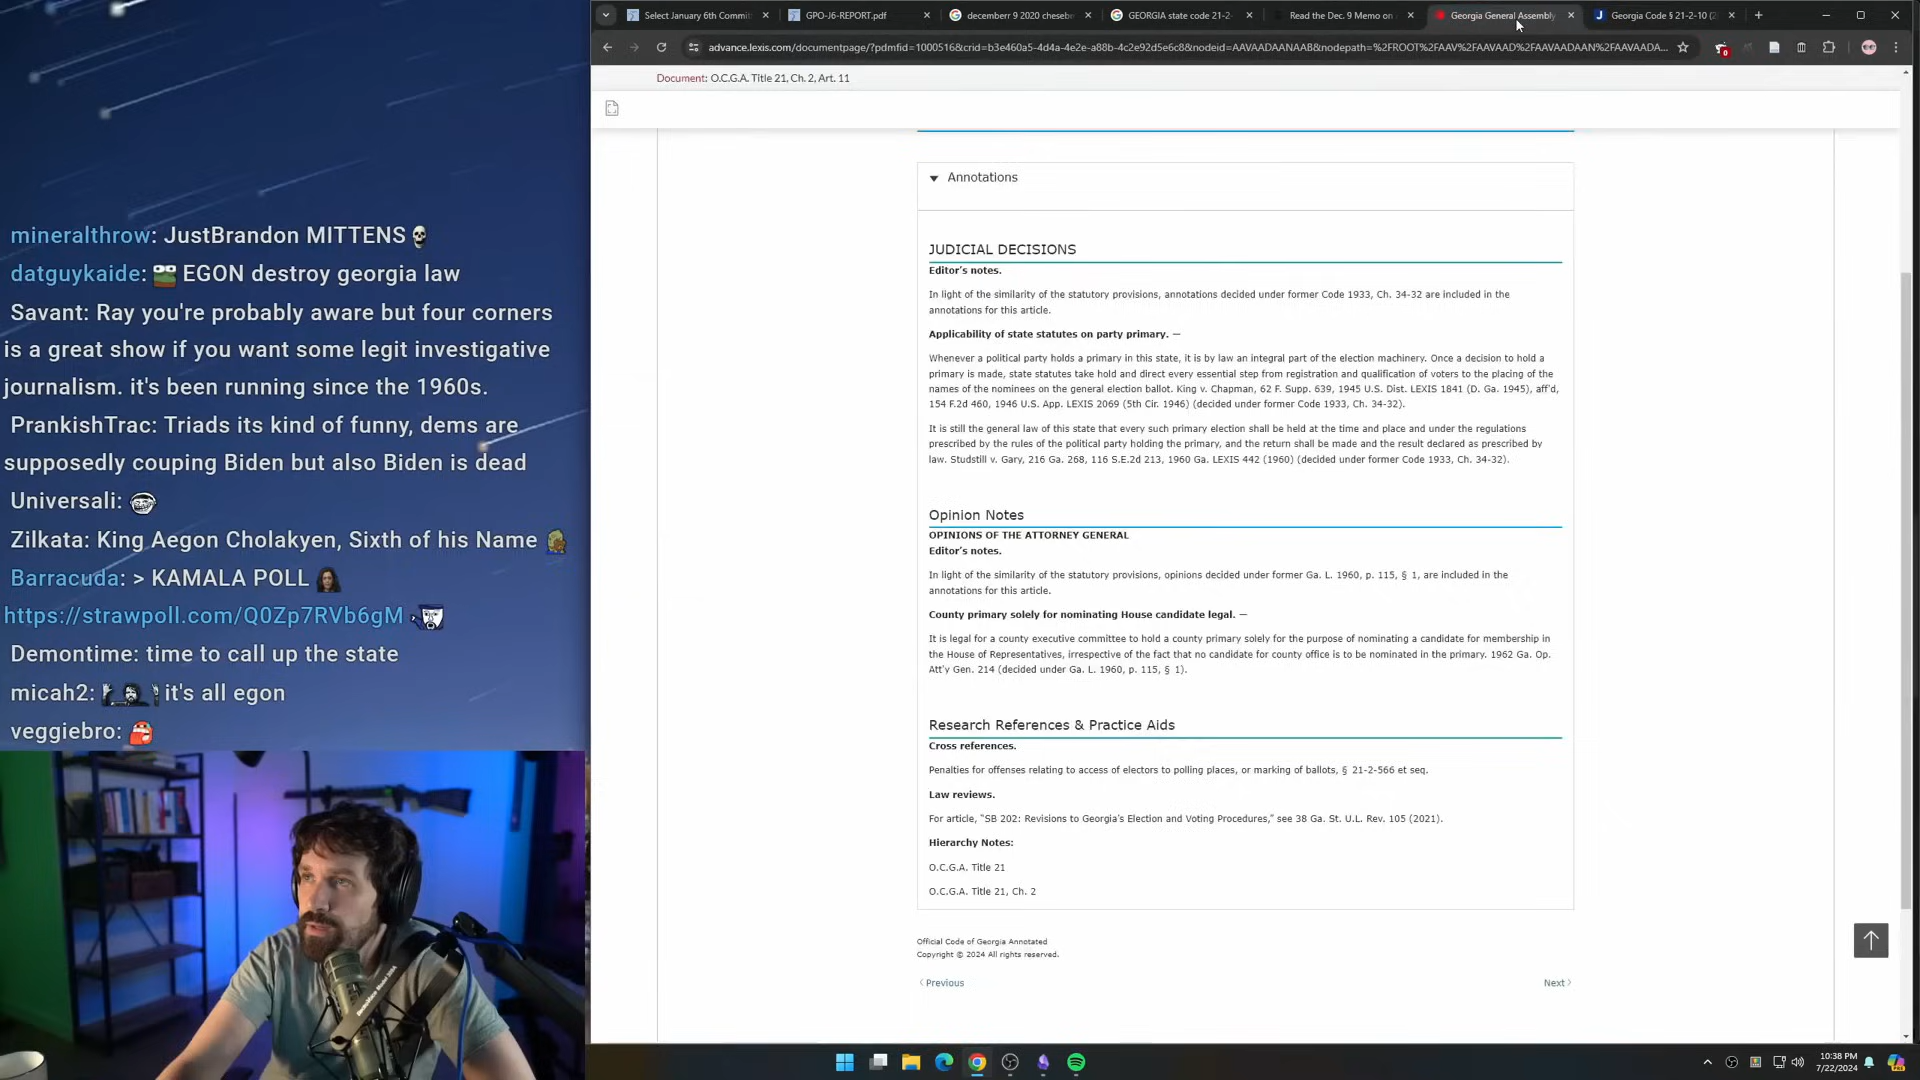 Select January 6th Commit
GPO-J6-REPORT.pdf
decemberr 9 2020 cheseb
GEORGIA state code 21-2-
Read the Dec. 9 Memo on
Georgia General Assembly
Georgia Code § 21-2-10 (2
advance.lexis.com/documentpage/?pdmfid=1000516&crid=b3e460a5-4d4a-4e2e-a88b-4c2e92d5e6c8&nodeid=AAVAADAANAAB&nodepath=%2FROOT%2FAAV%2FAAVAAD%2FAAVAADAAN%2FAAVAADA...
Document: O.C.G.A. Title 21, Ch. 2, Art. 11
Annotations
JUDICIAL DECISIONS
Editor's notes.
In light of the similarity of the statutory provisions, annotations decided under former Code 1933, Ch. 34-32 are included in the
annotations for this article.
Applicability of state statutes on party primary. —
Whenever a political party holds a primary in this state, it is by law an integral part of the election machinery. Once a decision to hold a
primary is made, state statutes take hold and direct every essential step from registration and qualification of voters to the placing of the
names of the nominees on the general election ballot. King v. Chapman, 62 F. Supp. 639, 1945 U.S. Dist. LEXIS 1841 (D. Ga. 1945), aff'd,
154 F.2d 460, 1946 U.S. App. LEXIS 2069 (5th Cir. 1946) (decided under former Code 1933, Ch. 34-32).
It is still the general law of this state that every such primary election shall be held at the time and place and under the regulations
prescribed by the rules of the political party holding the primary, and the return shall be made and the result declared as prescribed by
law. Studstill v. Gary, 216 Ga. 268, 116 S.E.2d 213, 1960 Ga. LEXIS 442 (1960) (decided under former Code 1933, Ch. 34-32).
Opinion Notes
OPINIONS OF THE ATTORNEY GENERAL
Editor's notes.
In light of the similarity of the statutory provisions, opinions decided under former Ga. L. 1960, p. 115, § 1, are included in the
annotations for this article.
County primary solely for nominating House candidate legal. —
It is legal for a county executive committee to hold a county primary solely for the purpose of nominating a candidate for membership in
the House of Representatives, irrespective of the fact that no candidate for county office is to be nominated in the primary. 1962 Ga. Op.
Att'y Gen. 214 (decided under Ga. L. 1960, p. 115, § 1).
Research References & Practice Aids
Cross references.
Penalties for offenses relating to access of electors to polling places, or marking of ballots, § 21-2-566 et seq.
Law reviews.
For article, "SB 202: Revisions to Georgia's Election and Voting Procedures," see 38 Ga. St. U.L. Rev. 105 (2021).
Hierarchy Notes:
O.C.G.A. Title 21
O.C.G.A. Title 21, Ch. 2
Official Code of Georgia Annotated
Copyright © 2024 All rights reserved.
Previous
Next
mineralthrow: JustBrandon MITTENS
datguykaide: EGON destroy georgia law
Savant: Ray you're probably aware but four corners
is a great show if you want some legit investigative
journalism. it's been running since the 1960s.
PrankishTrac: Triads its kind of funny, dems are
supposedly couping Biden but also Biden is dead
Universali:
Zilkata: King Aegon Cholakyen, Sixth of his Name
Barracuda: > KAMALA POLL
https://strawpoll.com/Q0Zp7RVb6gM
Demontime: time to call up the state
micah2: it's all egon
veggiebro:
10:38 PM
7/22/2024